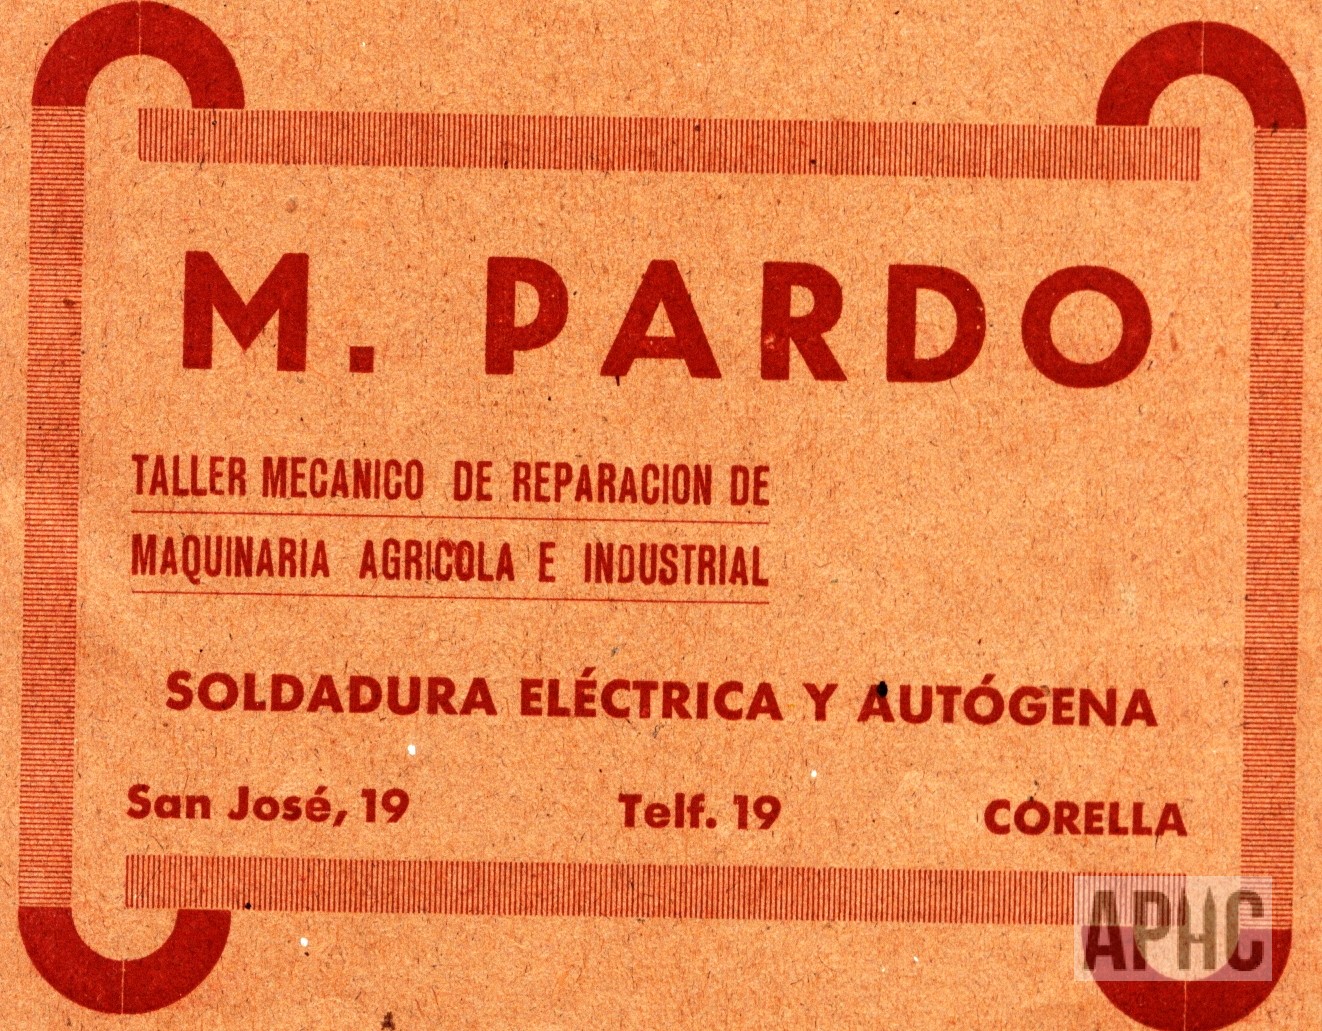 M. PARDO
TALLER MECANICO DE REPARACION DE
MAQUINARIA AGRICOLA E INDUSTRIAL
SOLDADURA ELÉCTRICA Y AUTÓGENA
San José, 19 Telf. 19 CORELLA
APHC